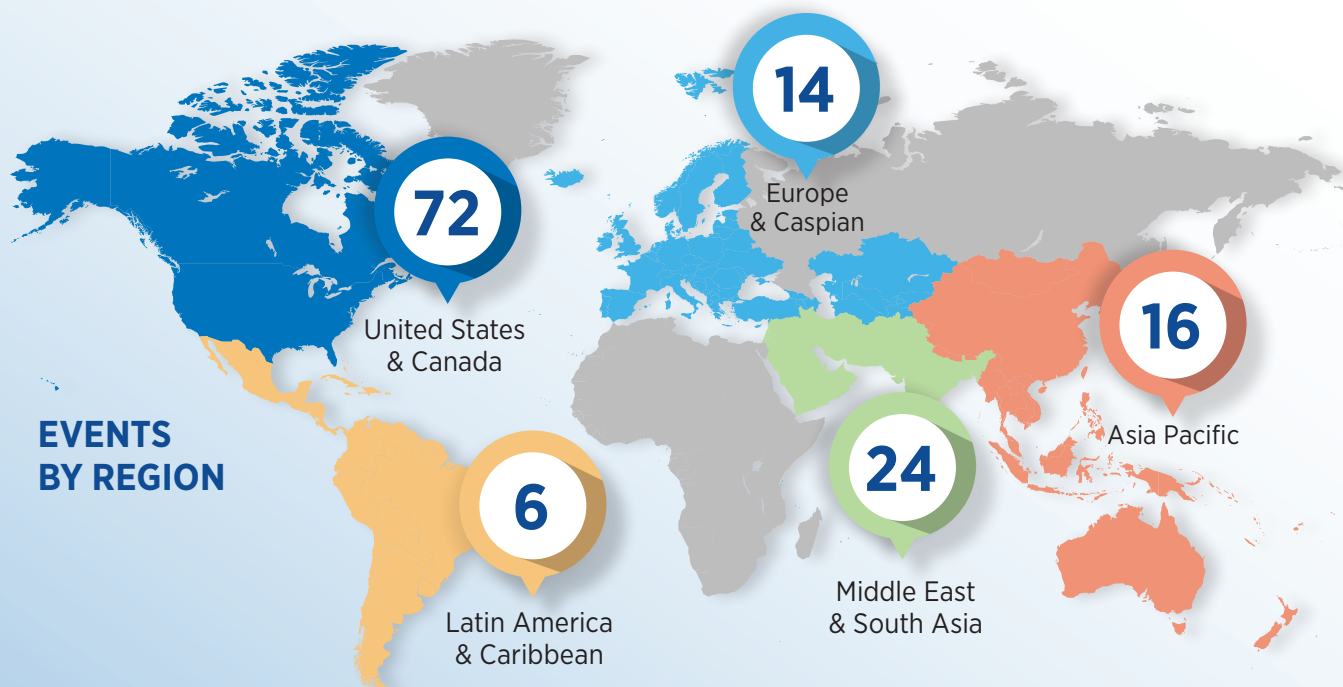 14
Europe
& Caspian
72
United States
& Canada
16
Asia Pacific
EVENTS
BY REGION
24
Middle East
& South Asia
6
Latin America
& Caribbean